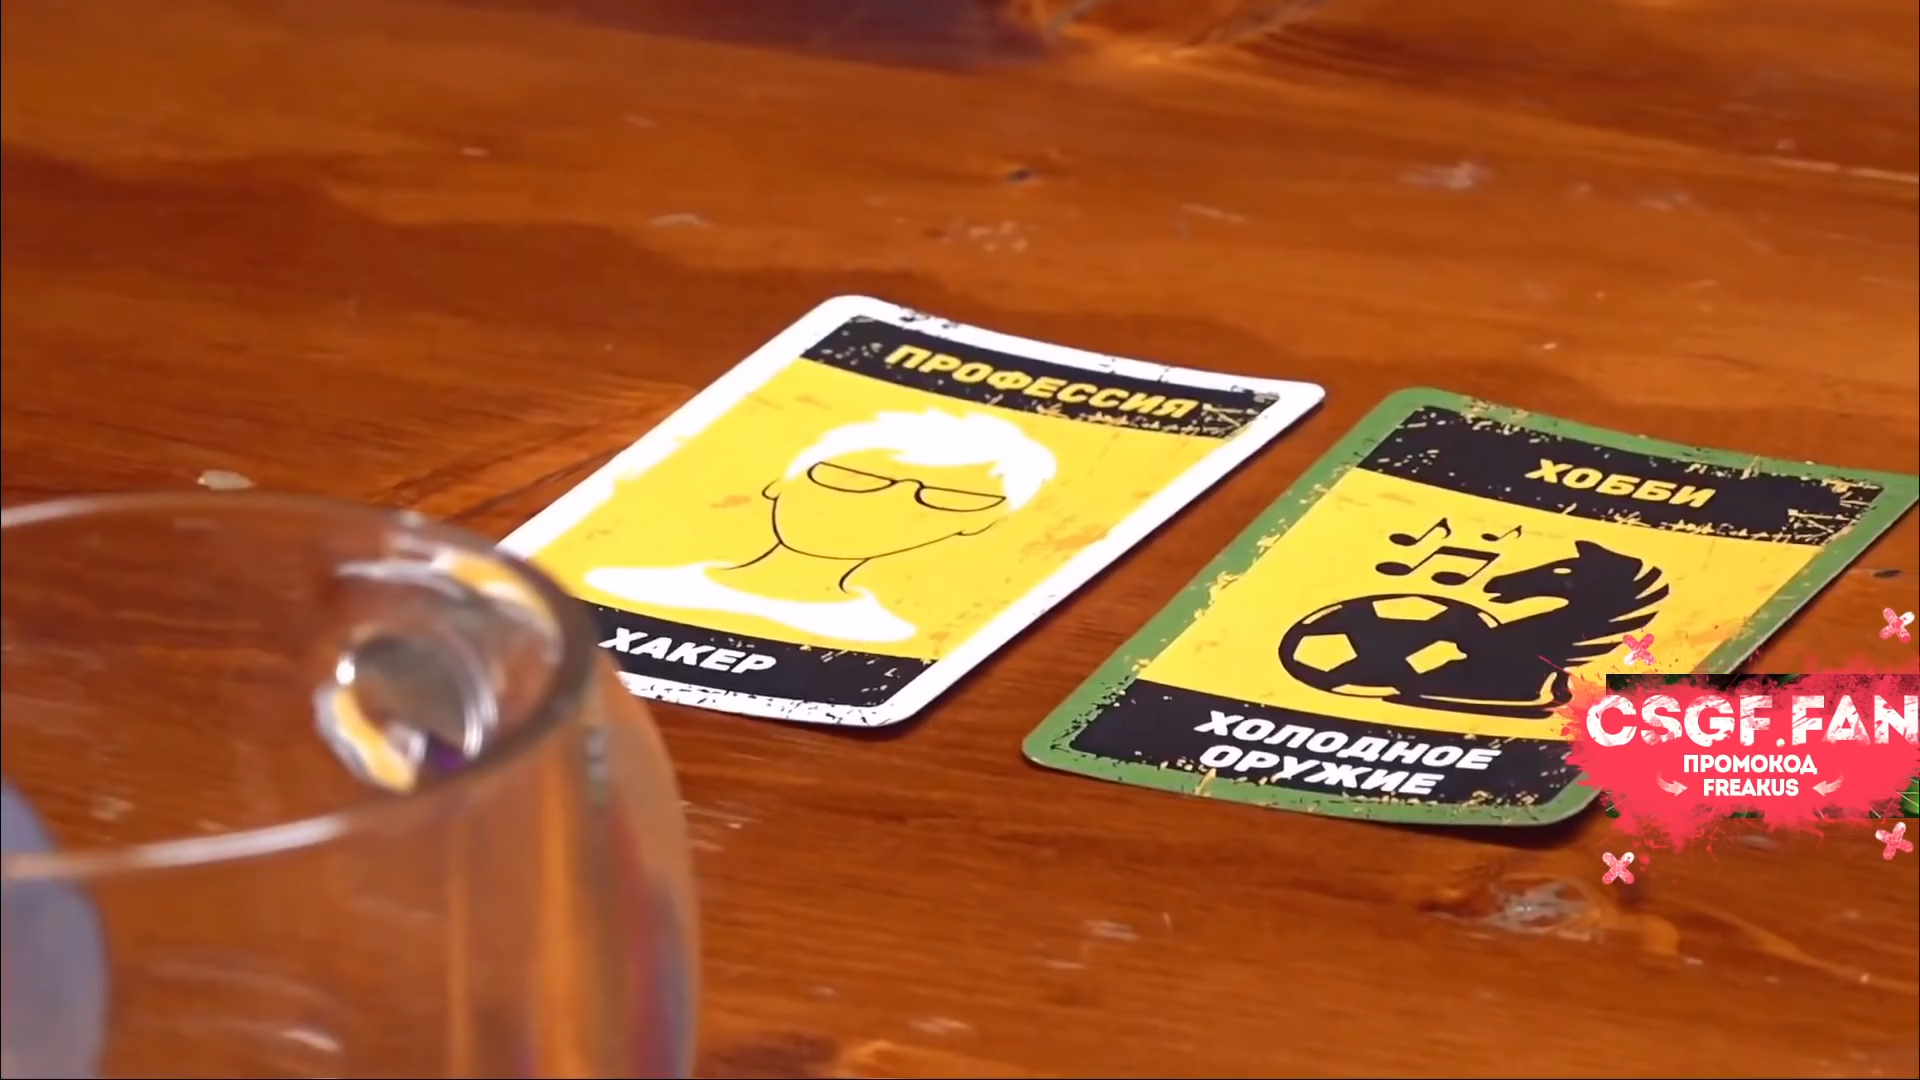 ПРОФЕССИЯ
ХАКЕР
ХОББИ
ХОЛОДНОЕ
ОРУЖИЕ
CSGF.FAN
ПРОМОКОД
FREAKUS